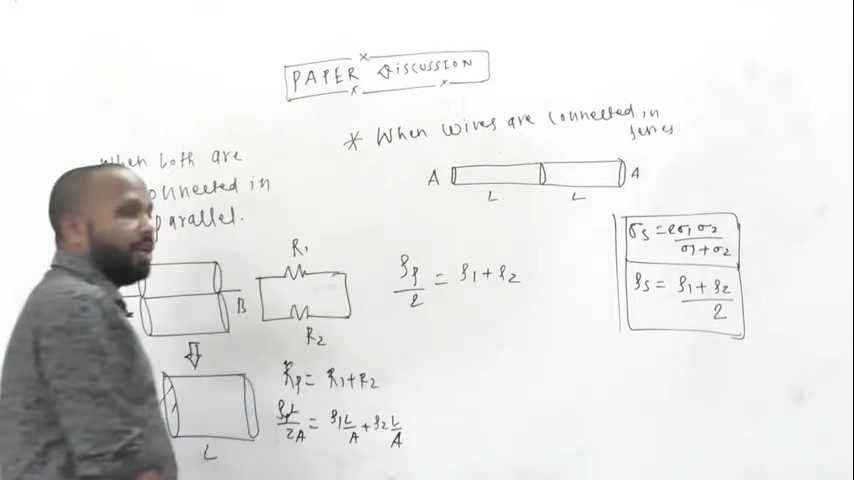 PAPER DISCUSSION
* When wires are connected in
series
A A
L L
When both are
connected in
parallel.
R1
B
R2
ρp/2 = ρ1 + ρ2
σs = 2σ1σ2/σ1+σ2
ρs = ρ1+ρ2/2
Rp = R1+R2
ρpL/2A = ρ1L/A + ρ2L/A
L